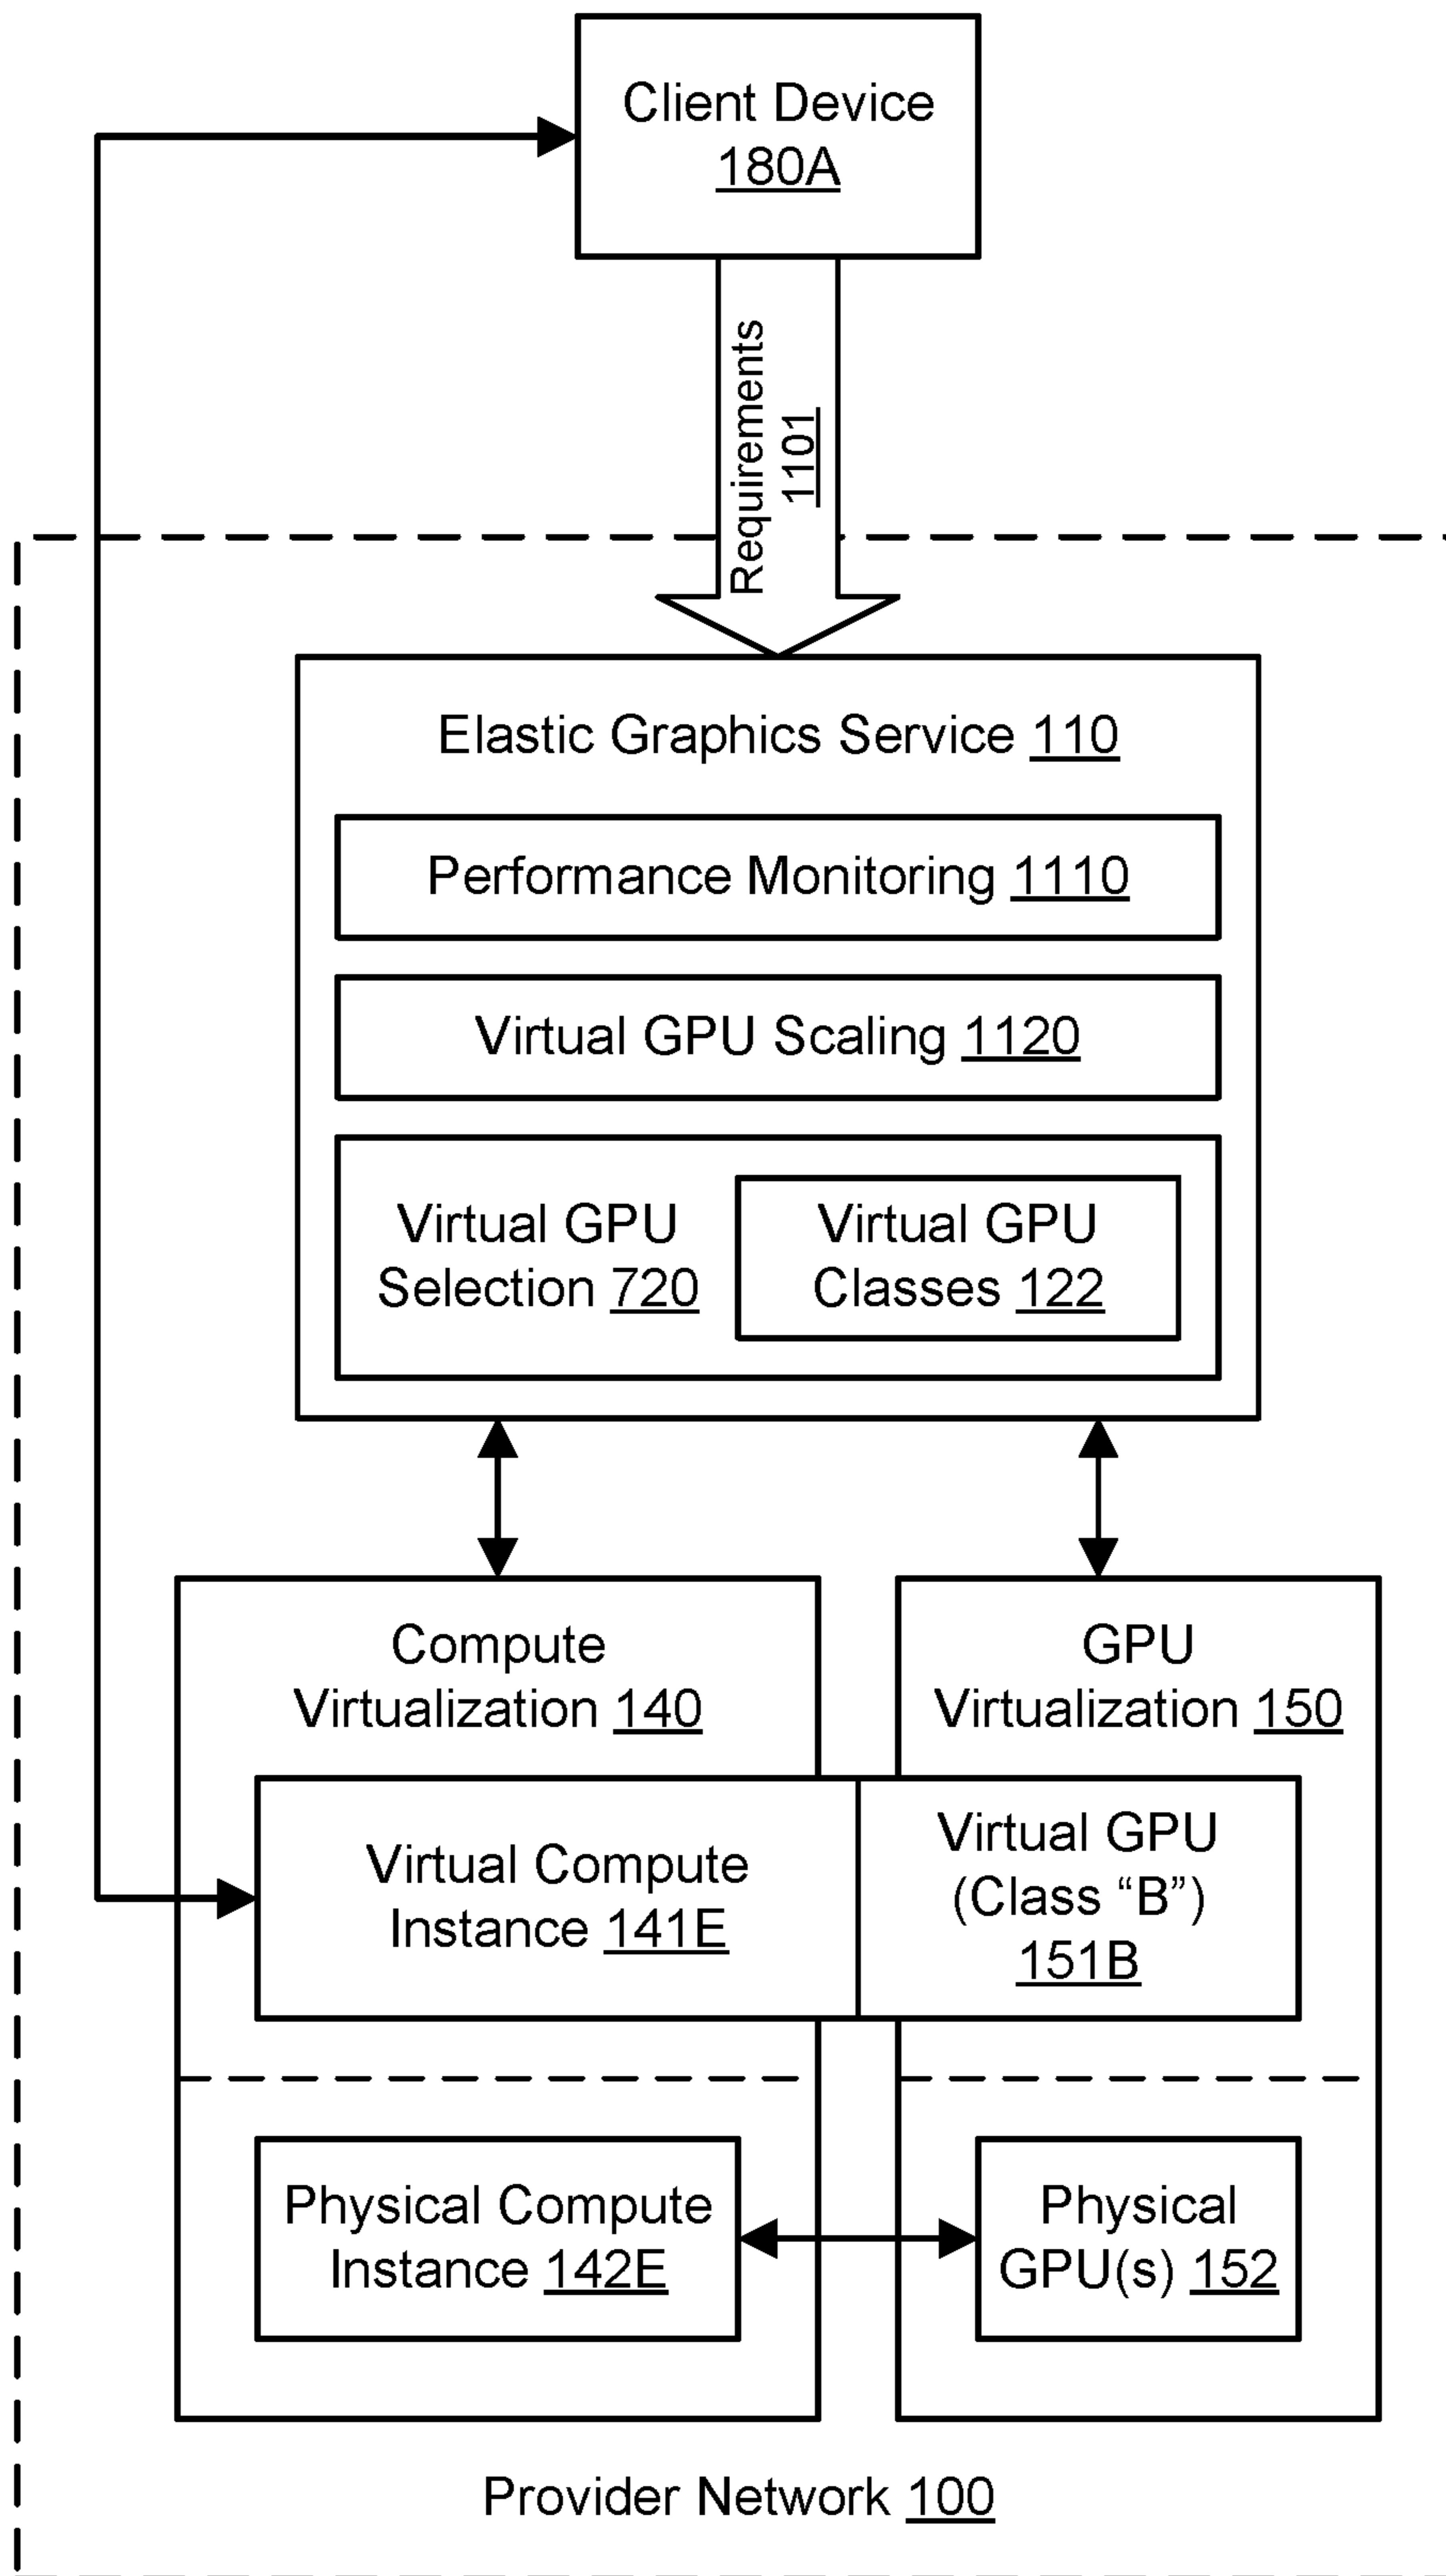 Client Device
180A
Requirements
1101
Elastic Graphics Service 110
Performance Monitoring 1110
Virtual GPU Scaling 1120
Virtual GPU
Selection 720
Virtual GPU
Classes 122
Compute
Virtualization 140
GPU
Virtualization 150
Virtual Compute
Instance 141E
Virtual GPU
(Class “B”)
151B
Physical Compute
Instance 142E
Physical
GPU(s) 152
Provider Network 100